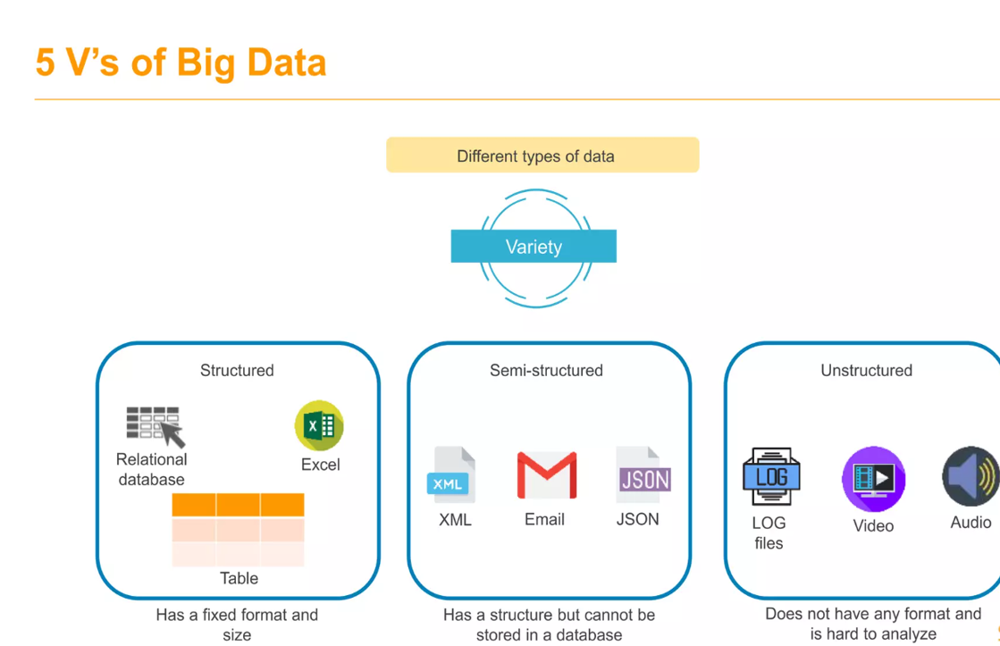 5 V’s of Big Data
Different types of data
Variety
Structured
Relational
database
Excel
Table
Has a fixed format and
size
Semi-structured
XML
XML
Email
JSON
JSON
Has a structure but cannot be
stored in a database
Unstructured
LOG
LOG
files
Video
Audio
Does not have any format and
is hard to analyze